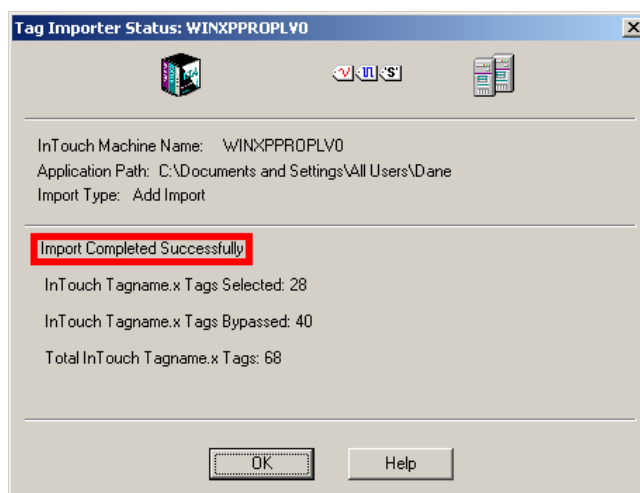 Tag Importer Status: WINXPPROPLV0
InTouch Machine Name: WINXPPROPLV0
Application Path: C:\Documents and Settings\All Users\Dane
Import Type: Add Import
Import Completed Successfully
InTouch Tagname.x Tags Selected: 28
InTouch Tagname.x Tags Bypassed: 40
Total InTouch Tagname.x Tags: 68
OK Help